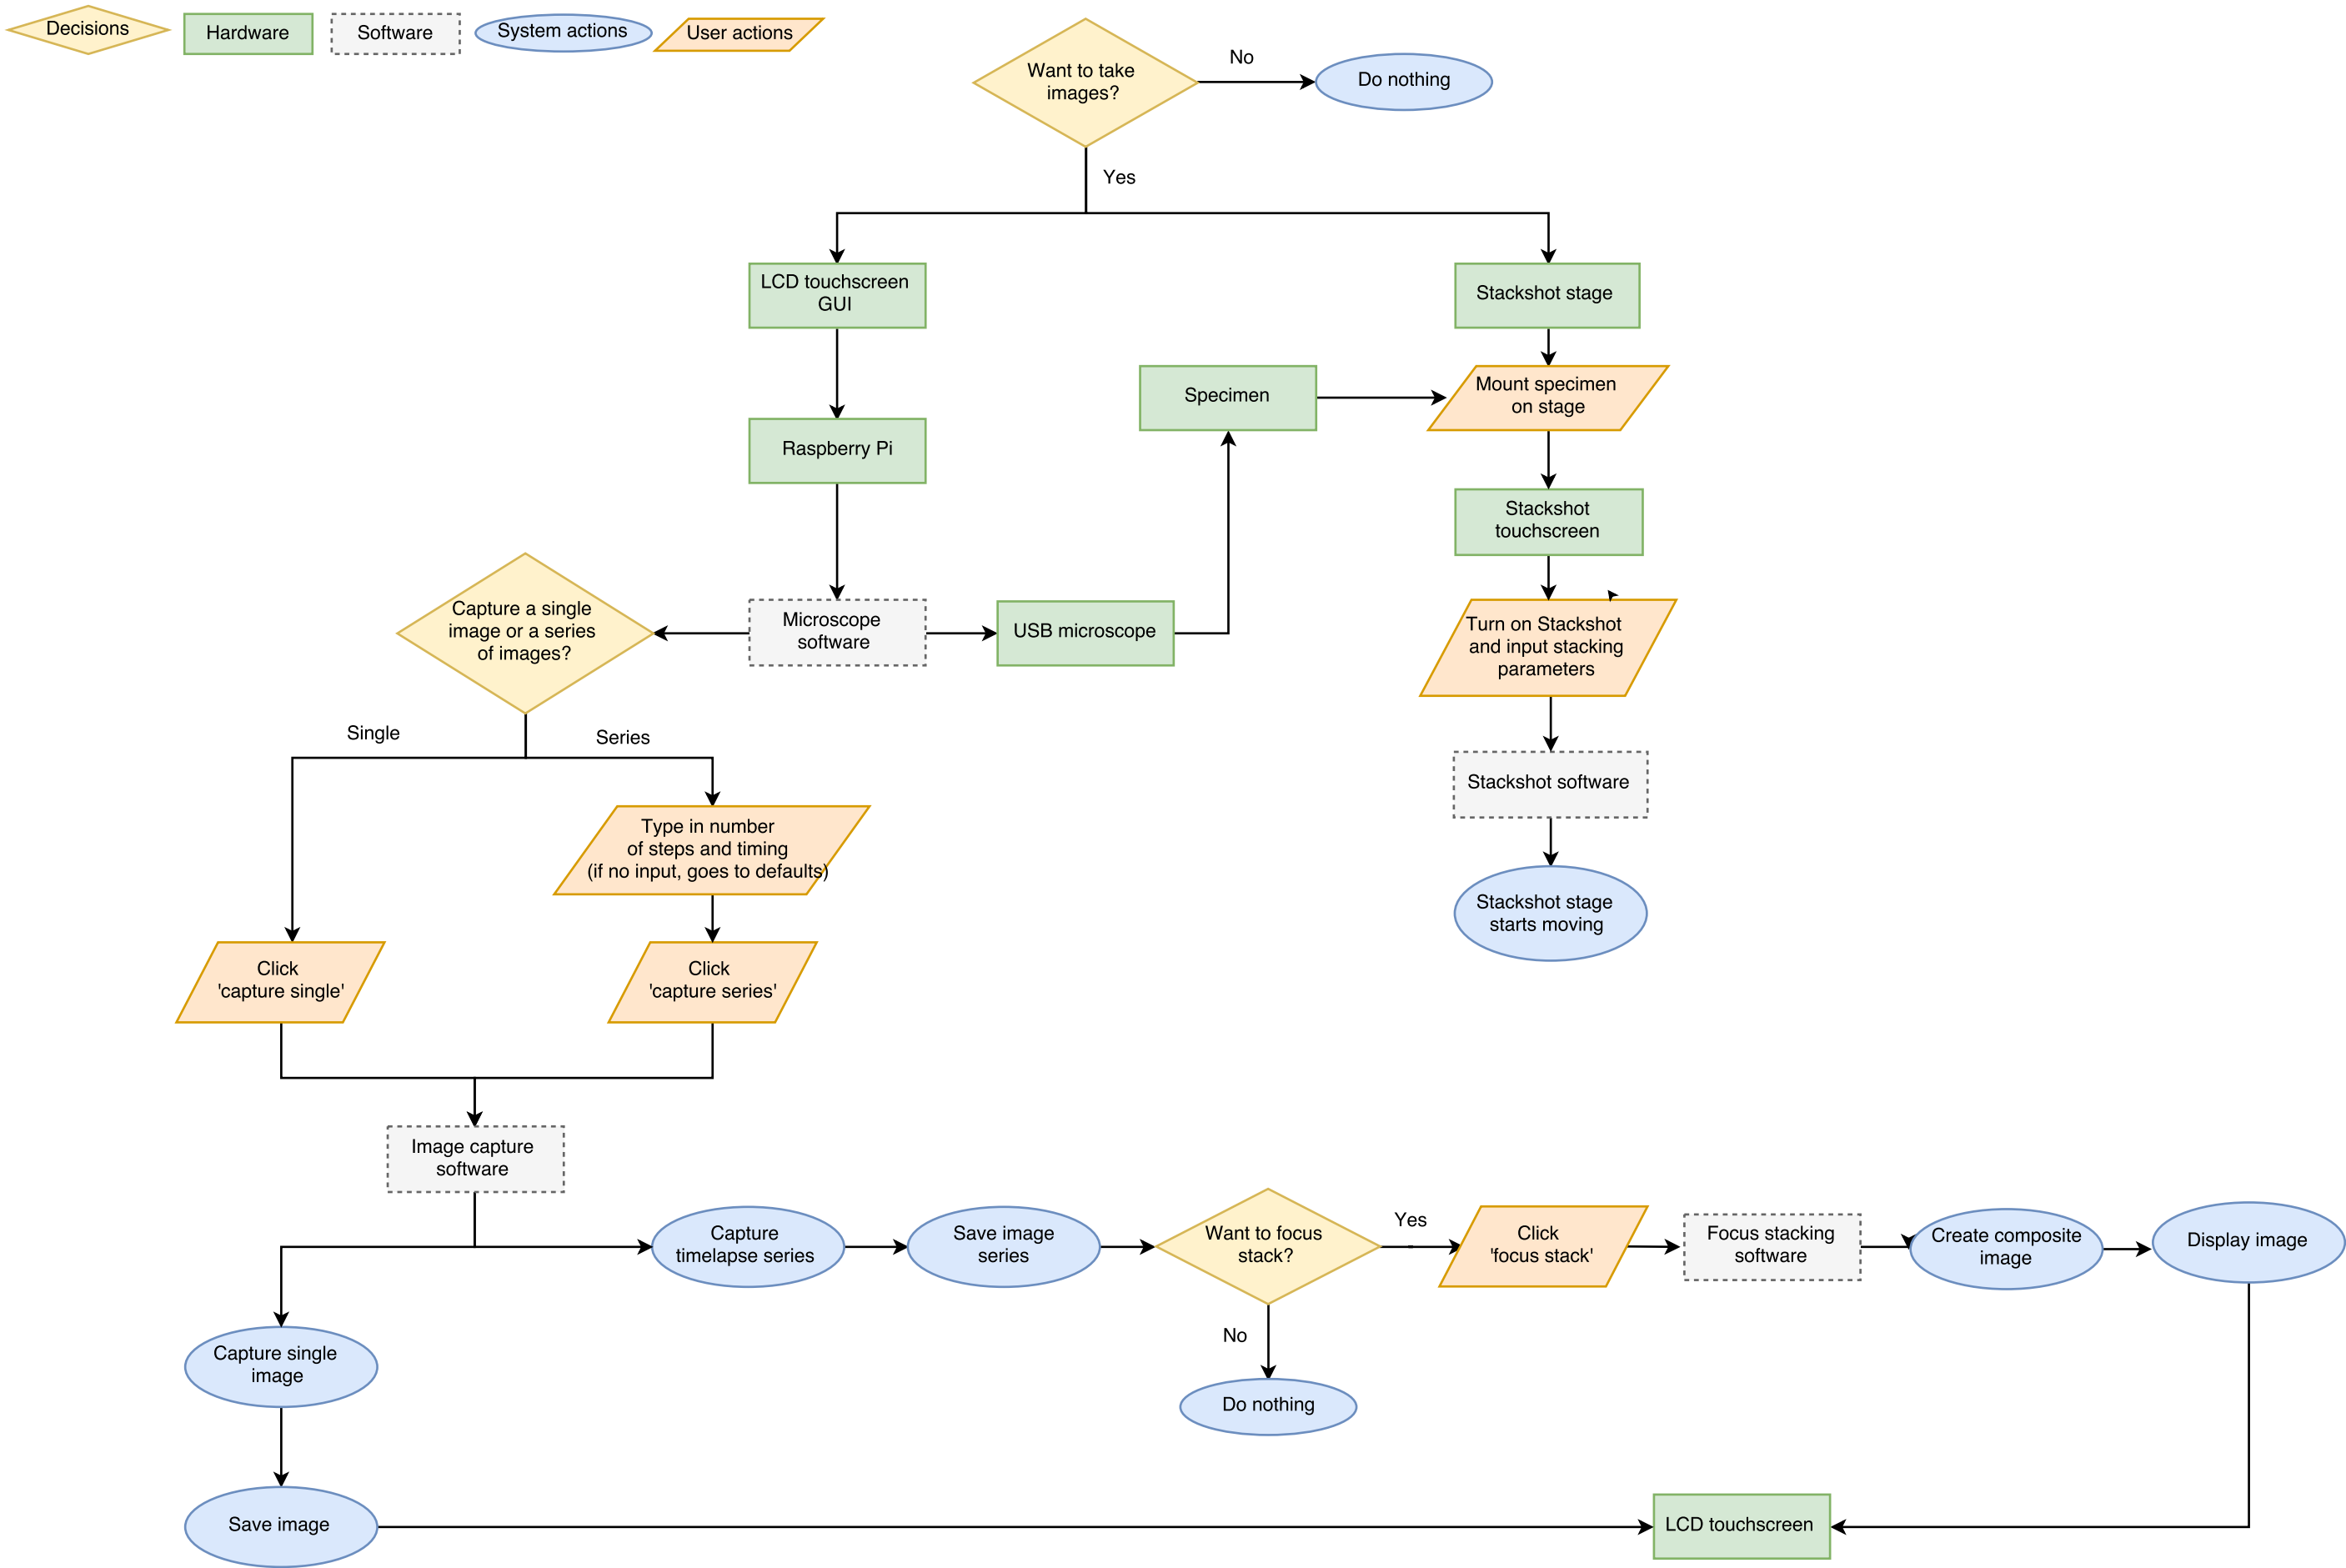 Decisions
Hardware
Software
System actions
User actions
Want to take
images?
No
Do nothing
Yes
LCD touchscreen
GUI
Stackshot stage
Specimen
Mount specimen
on stage
Raspberry Pi
Stackshot
touchscreen
Capture a single
image or a series
of images?
Microscope
software
USB microscope
Turn on Stackshot
and input stacking
parameters
Single
Series
Stackshot software
Type in number
of steps and timing
(if no input, goes to defaults)
Stackshot stage
starts moving
Click
'capture single'
Click
'capture series'
Image capture
software
Capture
timelapse series
Save image
series
Want to focus
stack?
Yes
Click
'focus stack'
Focus stacking
software
Create composite
image
Display image
No
Capture single
image
Do nothing
Save image
LCD touchscreen